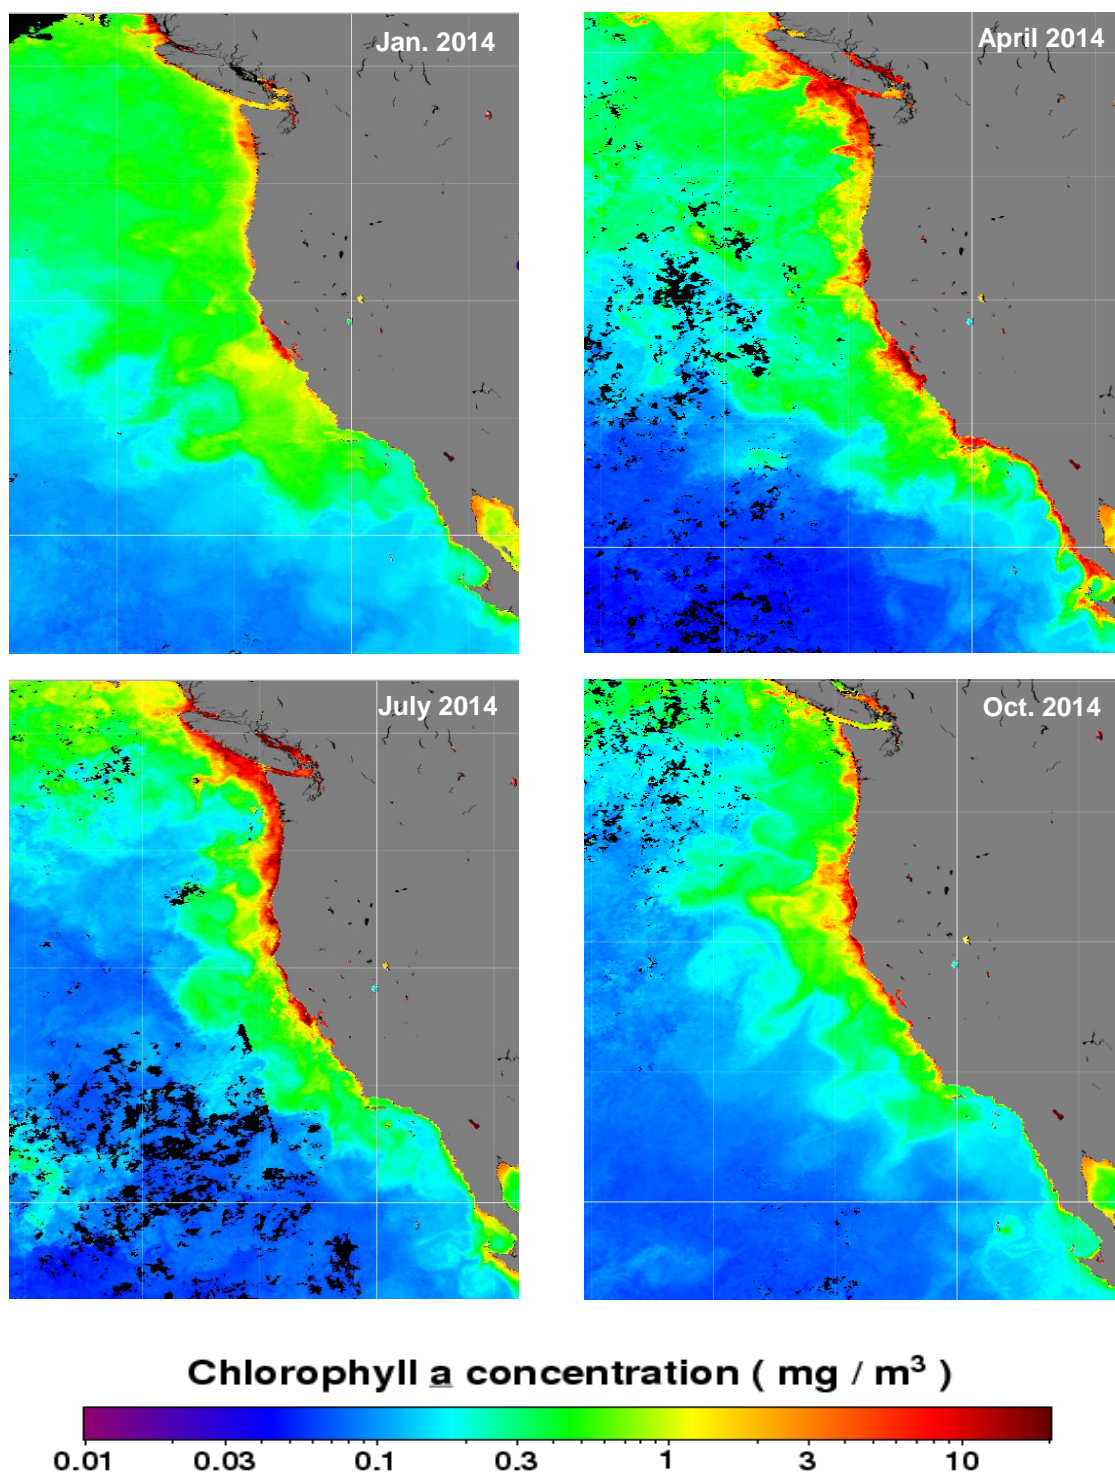 Jan. 2014
April 2014
July 2014
Oct. 2014
Chlorophyll a concentration ( mg / m³ )
0.01 0.03 0.1 0.3 1 3 10